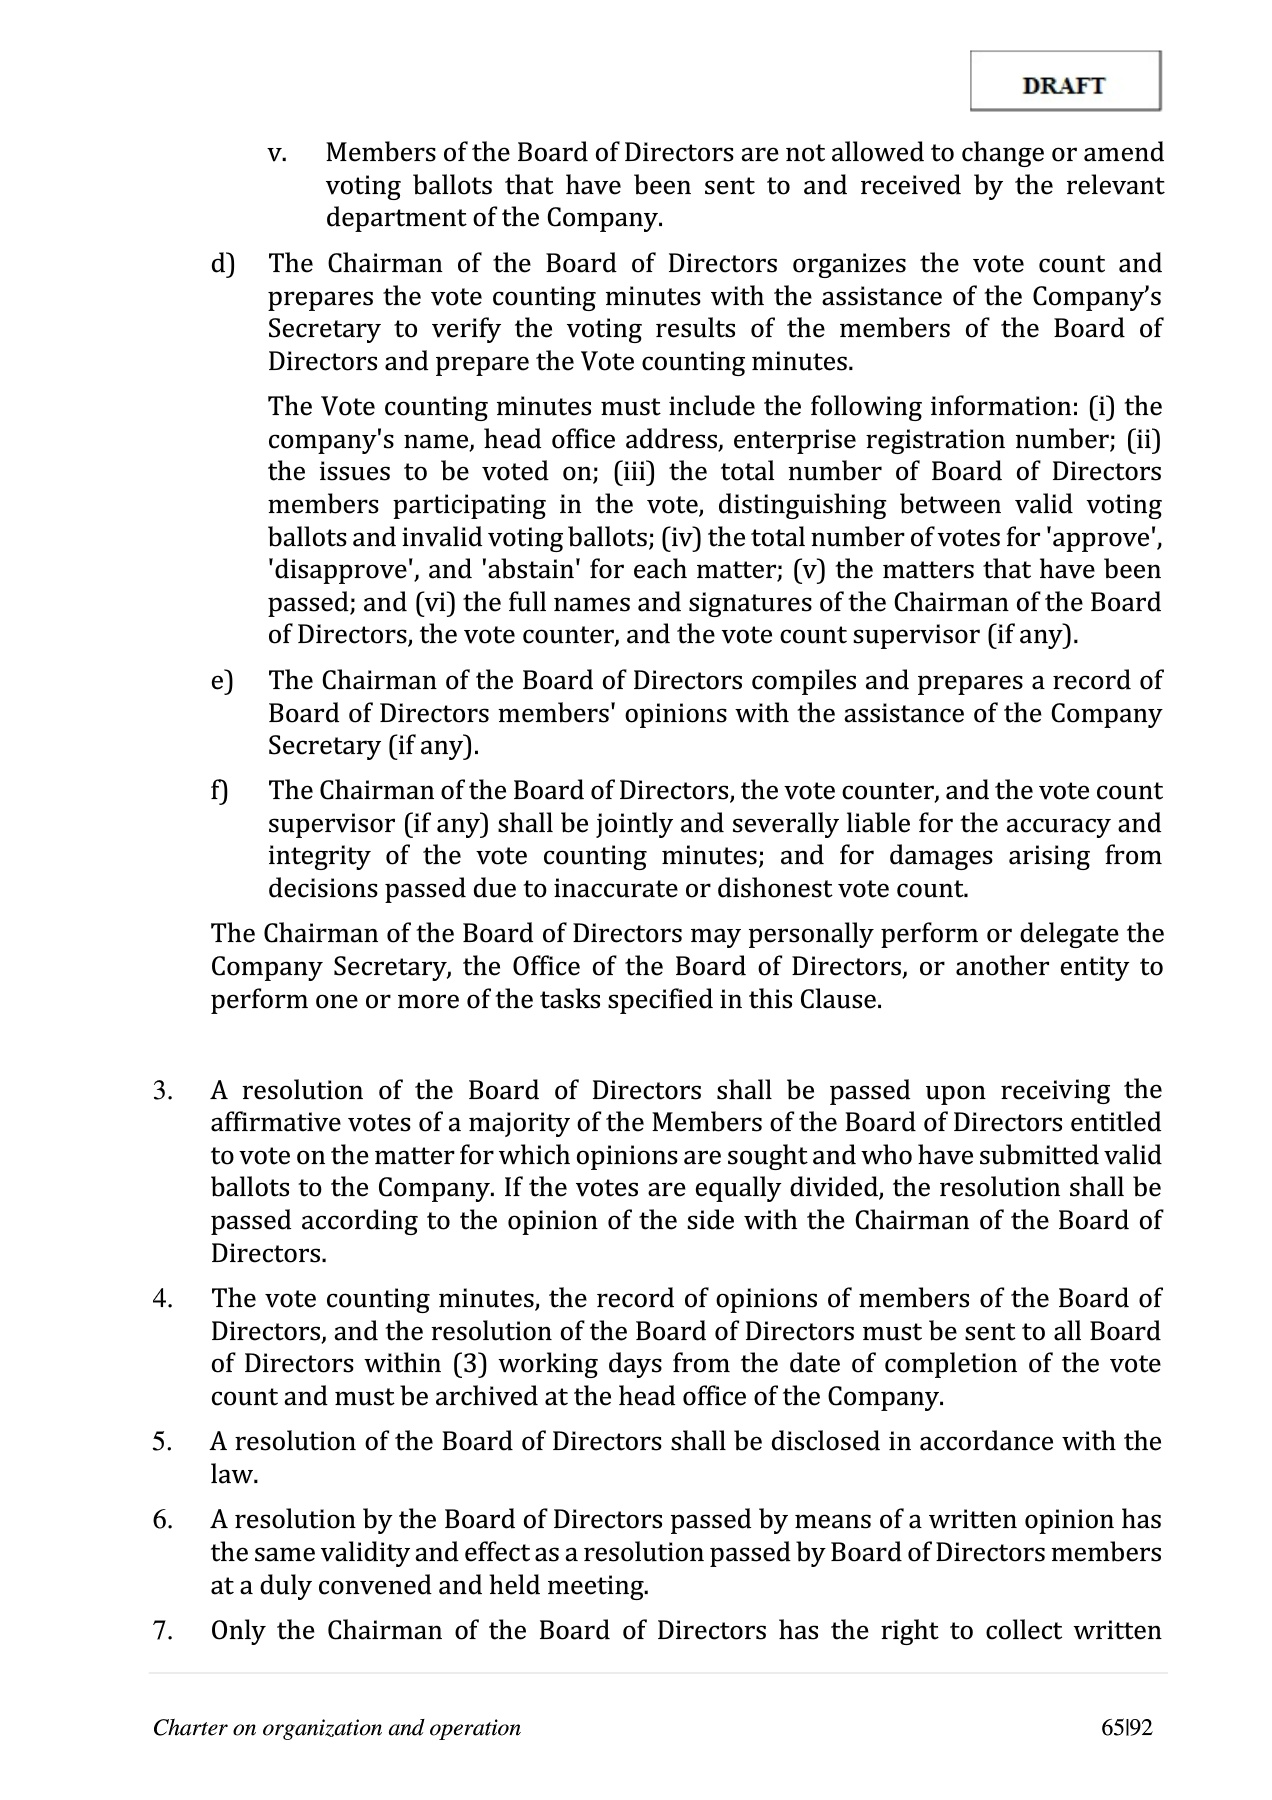 DRAFT
v. Members of the Board of Directors are not allowed to change or amend
voting ballots that have been sent to and received by the relevant
department of the Company.
d) The Chairman of the Board of Directors organizes the vote count and
prepares the vote counting minutes with the assistance of the Company’s
Secretary to verify the voting results of the members of the Board of
Directors and prepare the Vote counting minutes.
The Vote counting minutes must include the following information: (i) the
company's name, head office address, enterprise registration number; (ii)
the issues to be voted on; (iii) the total number of Board of Directors
members participating in the vote, distinguishing between valid voting
ballots and invalid voting ballots; (iv) the total number of votes for 'approve',
'disapprove', and 'abstain' for each matter; (v) the matters that have been
passed; and (vi) the full names and signatures of the Chairman of the Board
of Directors, the vote counter, and the vote count supervisor (if any).
e) The Chairman of the Board of Directors compiles and prepares a record of
Board of Directors members' opinions with the assistance of the Company
Secretary (if any).
f) The Chairman of the Board of Directors, the vote counter, and the vote count
supervisor (if any) shall be jointly and severally liable for the accuracy and
integrity of the vote counting minutes; and for damages arising from
decisions passed due to inaccurate or dishonest vote count.
The Chairman of the Board of Directors may personally perform or delegate the
Company Secretary, the Office of the Board of Directors, or another entity to
perform one or more of the tasks specified in this Clause.
3. A resolution of the Board of Directors shall be passed upon receiving the
affirmative votes of a majority of the Members of the Board of Directors entitled
to vote on the matter for which opinions are sought and who have submitted valid
ballots to the Company. If the votes are equally divided, the resolution shall be
passed according to the opinion of the side with the Chairman of the Board of
Directors.
4. The vote counting minutes, the record of opinions of members of the Board of
Directors, and the resolution of the Board of Directors must be sent to all Board
of Directors within (3) working days from the date of completion of the vote
count and must be archived at the head office of the Company.
5. A resolution of the Board of Directors shall be disclosed in accordance with the
law.
6. A resolution by the Board of Directors passed by means of a written opinion has
the same validity and effect as a resolution passed by Board of Directors members
at a duly convened and held meeting.
7. Only the Chairman of the Board of Directors has the right to collect written
Charter on organization and operation 65|92